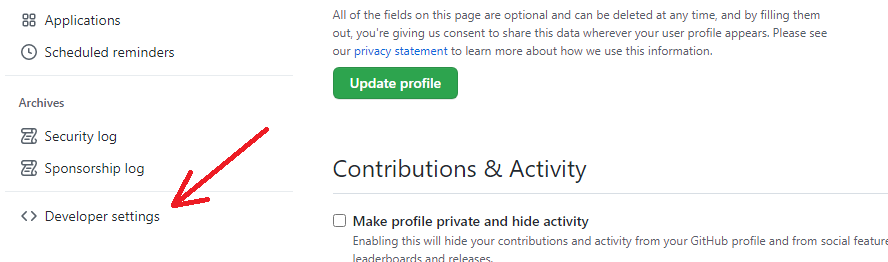 Applications
Scheduled reminders
Archives
Security log
Sponsorship log
Developer settings
All of the fields on this page are optional and can be deleted at any time, and by filling them
out, you're giving us consent to share this data wherever your user profile appears. Please see
our privacy statement to learn more about how we use this information.
Update profile
Contributions & Activity
Make profile private and hide activity
Enabling this will hide your contributions and activity from your GitHub profile and from social feature
leaderboards and releases.